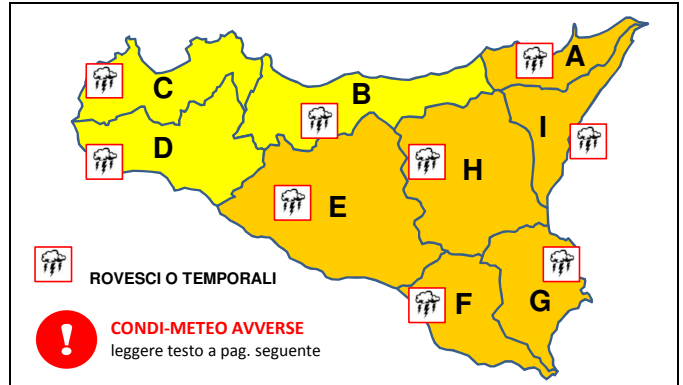 A
C
B
I
D
H
E
F
G
ROVESCI O TEMPORALI
! CONDI-METEO AVVERSE
leggere testo a pag. seguente